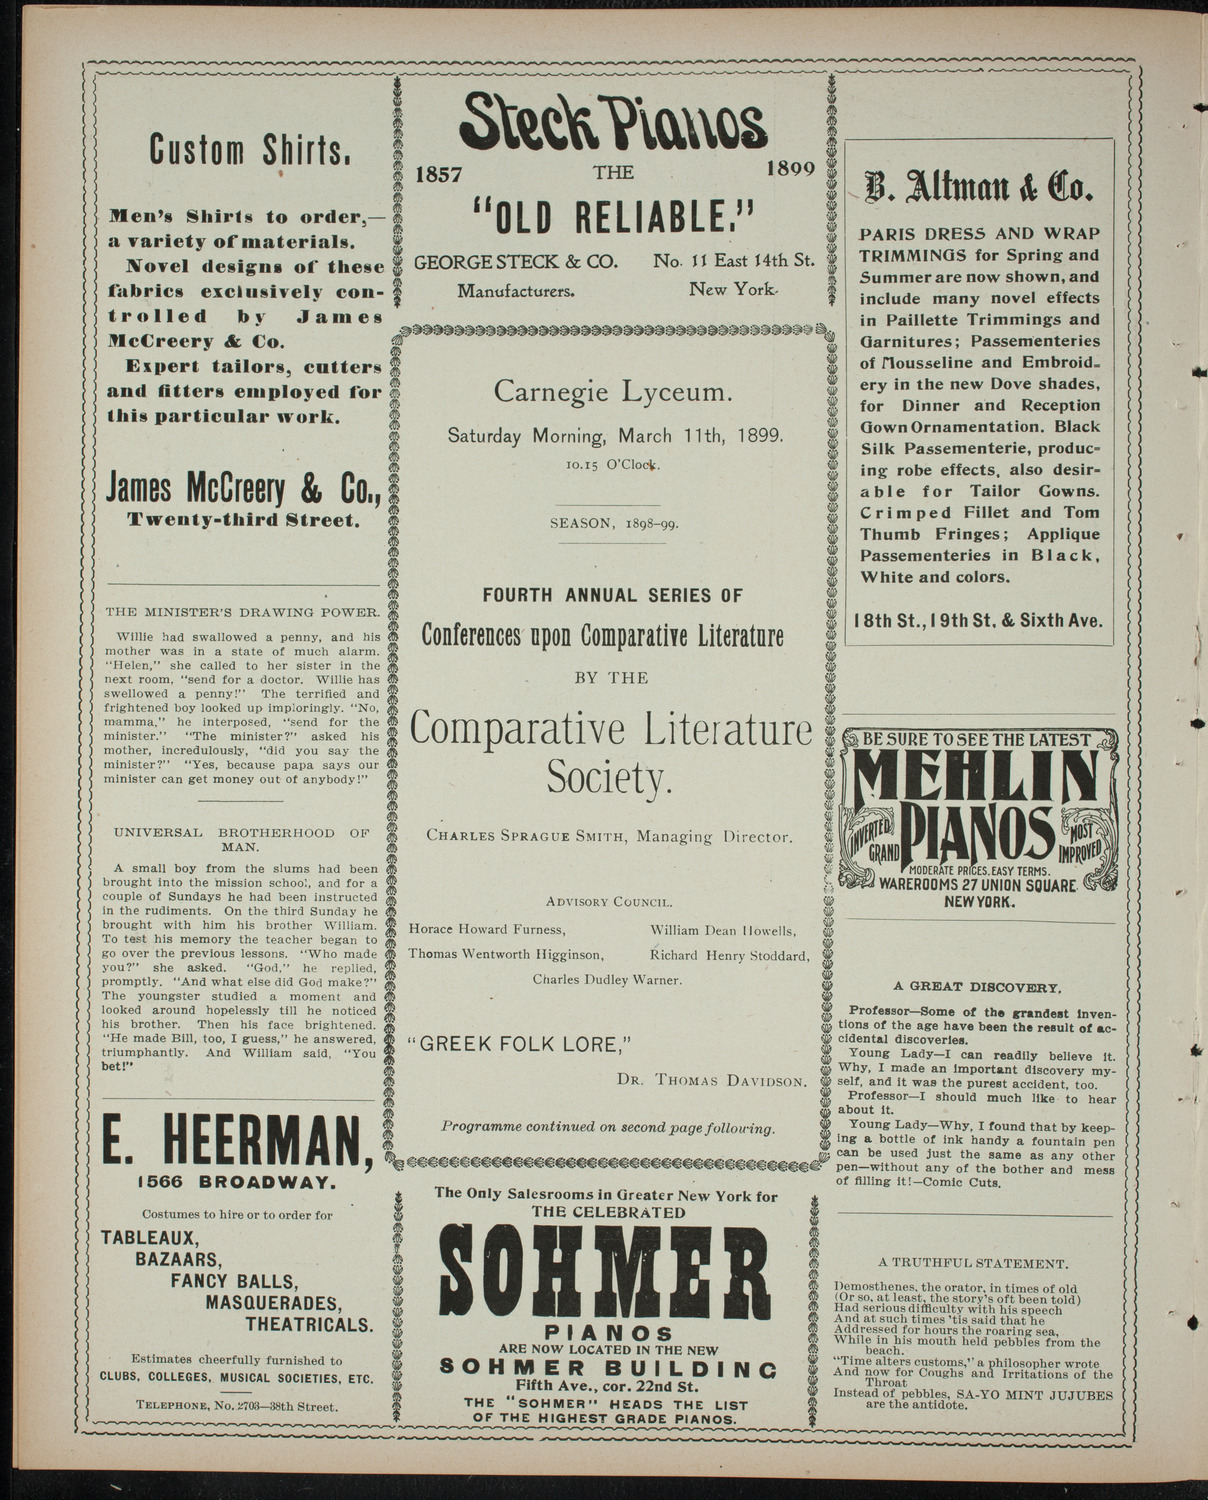 Custom Shirts.
Men's Shirts to order,—
a variety of materials.
Novel designs of these
fabrics exclusively con-
trolled by James
McCreery & Co.
Expert tailors, cutters
and fitters employed for
this particular work.
James McCreery & Co.,
Twenty-third Street.
THE MINISTER'S DRAWING POWER.
Willie had swallowed a penny, and his
mother was in a state of much alarm.
"Helen," she called to her sister in the
next room, "send for a doctor. Willie has
swellowed a penny!" The terrified and
frightened boy looked up imploringly. "No,
mamma," he interposed, "send for the
minister." "The minister?" asked his
mother, incredulously, "did you say the
minister?" "Yes, because papa says our
minister can get money out of anybody!"
UNIVERSAL BROTHERHOOD OF
MAN.
A small boy from the slums had been
brought into the mission school, and for a
couple of Sundays he had been instructed
in the rudiments. On the third Sunday he
brought with him his brother William.
To test his memory the teacher began to
go over the previous lessons. "Who made
you?" she asked. "God," he replied,
promptly. "And what else did God make?"
The youngster studied a moment and
looked around hopelessly till he noticed
his brother. Then his face brightened.
"He made Bill, too, I guess," he answered,
triumphantly. And William said, "You
bet!"
E. HEERMAN,
1566 BROADWAY.
Costumes to hire or to order for
TABLEAUX,
BAZAARS,
FANCY BALLS,
MASQUERADES,
THEATRICALS.
Estimates cheerfully furnished to
CLUBS, COLLEGES, MUSICAL SOCIETIES, ETC.
TELEPHONE, No. 2703—38th Street.
Steck Pianos
1857 THE 1899
"OLD RELIABLE."
GEORGE STECK & CO. No. 11 East 14th St.
Manufacturers. New York.
Carnegie Lyceum.
Saturday Morning, March 11th, 1899.
10.15 O'Clock.
SEASON, 1898-99.
FOURTH ANNUAL SERIES OF
Conferences upon Comparative Literature
BY THE
Comparative Literature
Society.
CHARLES SPRAGUE SMITH, Managing Director.
ADVISORY COUNCIL.
Horace Howard Furness, William Dean Howells,
Thomas Wentworth Higginson, Richard Henry Stoddard,
Charles Dudley Warner.
"GREEK FOLK LORE,"
DR. THOMAS DAVIDSON.
Programme continued on second page following.
The Only Salesrooms in Greater New York for
THE CELEBRATED
SOHMER
PIANOS
ARE NOW LOCATED IN THE NEW
SOHMER BUILDING
Fifth Ave., cor. 22nd St.
THE "SOHMER" HEADS THE LIST
OF THE HIGHEST GRADE PIANOS.
B. Altman & Co.
PARIS DRESS AND WRAP
TRIMMINGS for Spring and
Summer are now shown, and
include many novel effects
in Paillette Trimmings and
Garnitures; Passementeries
of Mousseline and Embroid-
ery in the new Dove shades,
for Dinner and Reception
Gown Ornamentation. Black
Silk Passementerie, produc-
ing robe effects, also desir-
able for Tailor Gowns.
Crimped Fillet and Tom
Thumb Fringes; Applique
Passementeries in Black,
White and colors.
18th St., 19th St. & Sixth Ave.
BE SURE TO SEE THE LATEST
MEHLIN
PIANOS
INVERTED GRAND
MOST IMPROVED
MODERATE PRICES. EASY TERMS.
WAREROOMS 27 UNION SQUARE
NEW YORK.
A GREAT DISCOVERY.
Professor—Some of the grandest inven-
tions of the age have been the result of ac-
cidental discoveries.
Young Lady—I can readily believe it.
Why, I made an important discovery my-
self, and it was the purest accident, too.
Professor—I should much like to hear
about it.
Young Lady—Why, I found that by keep-
ing a bottle of ink handy a fountain pen
can be used just the same as any other
pen—without any of the bother and mess
of filling it!—Comic Cuts.
A TRUTHFUL STATEMENT.
Demosthenes, the orator, in times of old
(Or so, at least, the story's oft been told)
Had serious difficulty with his speech
And at such times 'tis said that he
Addressed for hours the roaring sea,
While in his mouth held pebbles from the
beach.
"Time alters customs," a philosopher wrote
And now for Coughs and Irritations of the
Throat
Instead of pebbles, SA-YO MINT JUJUBES
are the antidote.